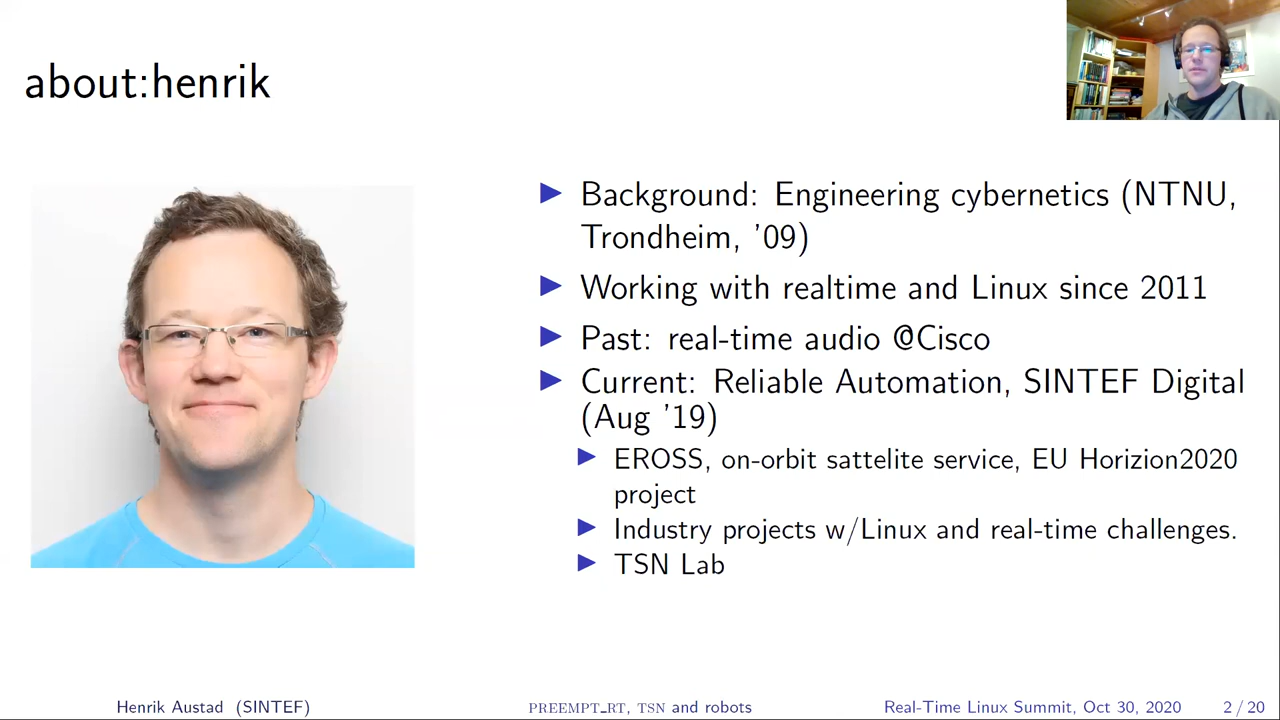 about:henrik
▶ Background: Engineering cybernetics (NTNU,
Trondheim, '09)
▶ Working with realtime and Linux since 2011
▶ Past: real-time audio @Cisco
▶ Current: Reliable Automation, SINTEF Digital
(Aug '19)
▶ EROSS, on-orbit sattelite service, EU Horizion2020
project
▶ Industry projects w/Linux and real-time challenges.
▶ TSN Lab
Henrik Austad (SINTEF)
PREEMPT_RT, TSN and robots
Real-Time Linux Summit, Oct 30, 2020
2 / 20